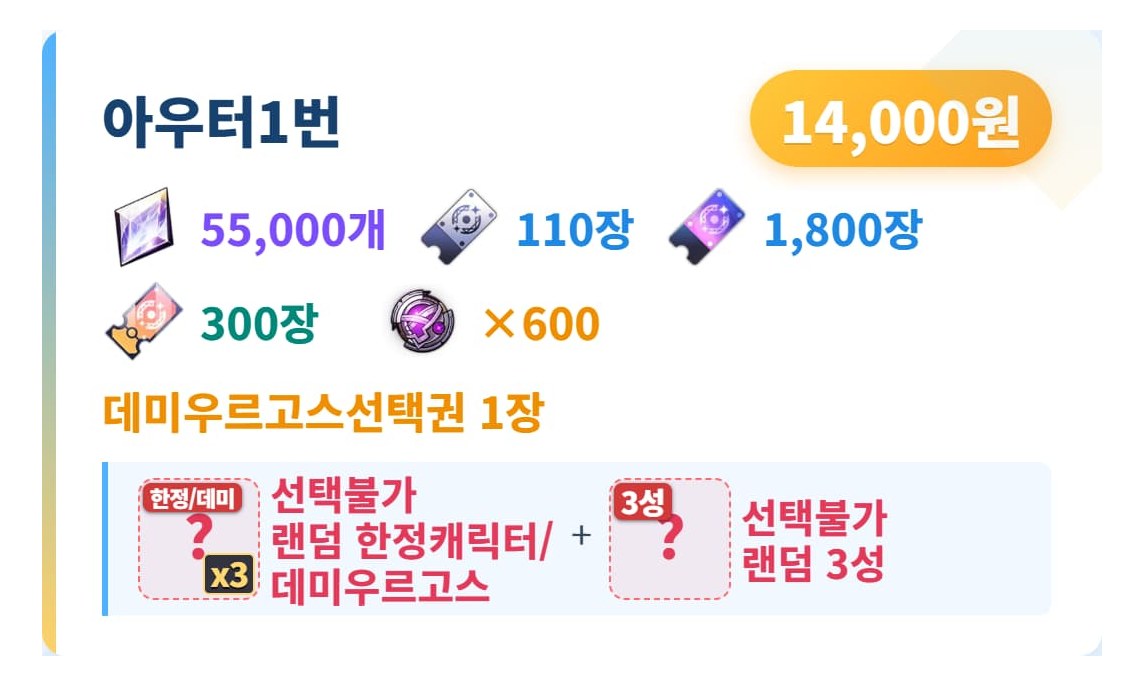 아우터1번
14,000원
55,000개
110장
1,800장
300장
×600
데미우르고스선택권 1장
한정/데미
?
x3
선택불가
랜덤 한정캐릭터/
데미우르고스
+
3성
?
선택불가
랜덤 3성